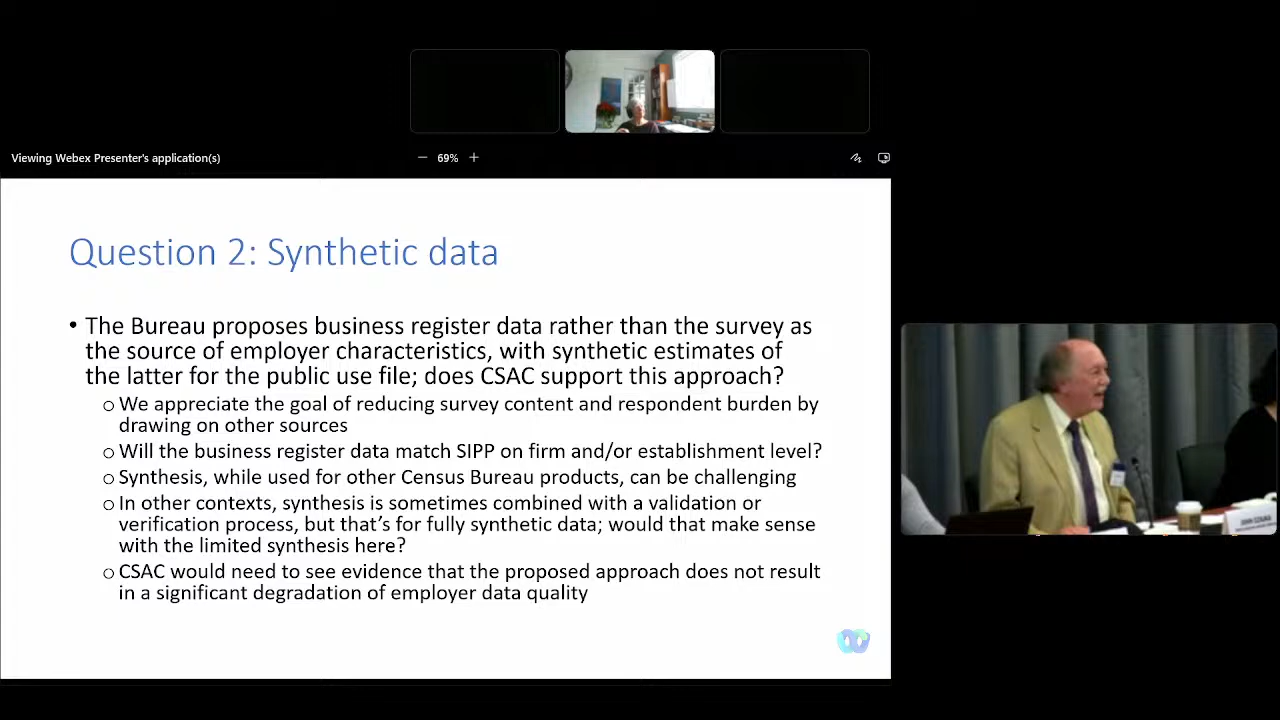 Viewing Webex Presenter's application(s)
69%
Question 2: Synthetic data
• The Bureau proposes business register data rather than the survey as
the source of employer characteristics, with synthetic estimates of
the latter for the public use file; does CSAC support this approach?
○ We appreciate the goal of reducing survey content and respondent burden by
drawing on other sources
○ Will the business register data match SIPP on firm and/or establishment level?
○ Synthesis, while used for other Census Bureau products, can be challenging
○ In other contexts, synthesis is sometimes combined with a validation or
verification process, but that's for fully synthetic data; would that make sense
with the limited synthesis here?
○ CSAC would need to see evidence that the proposed approach does not result
in a significant degradation of employer data quality